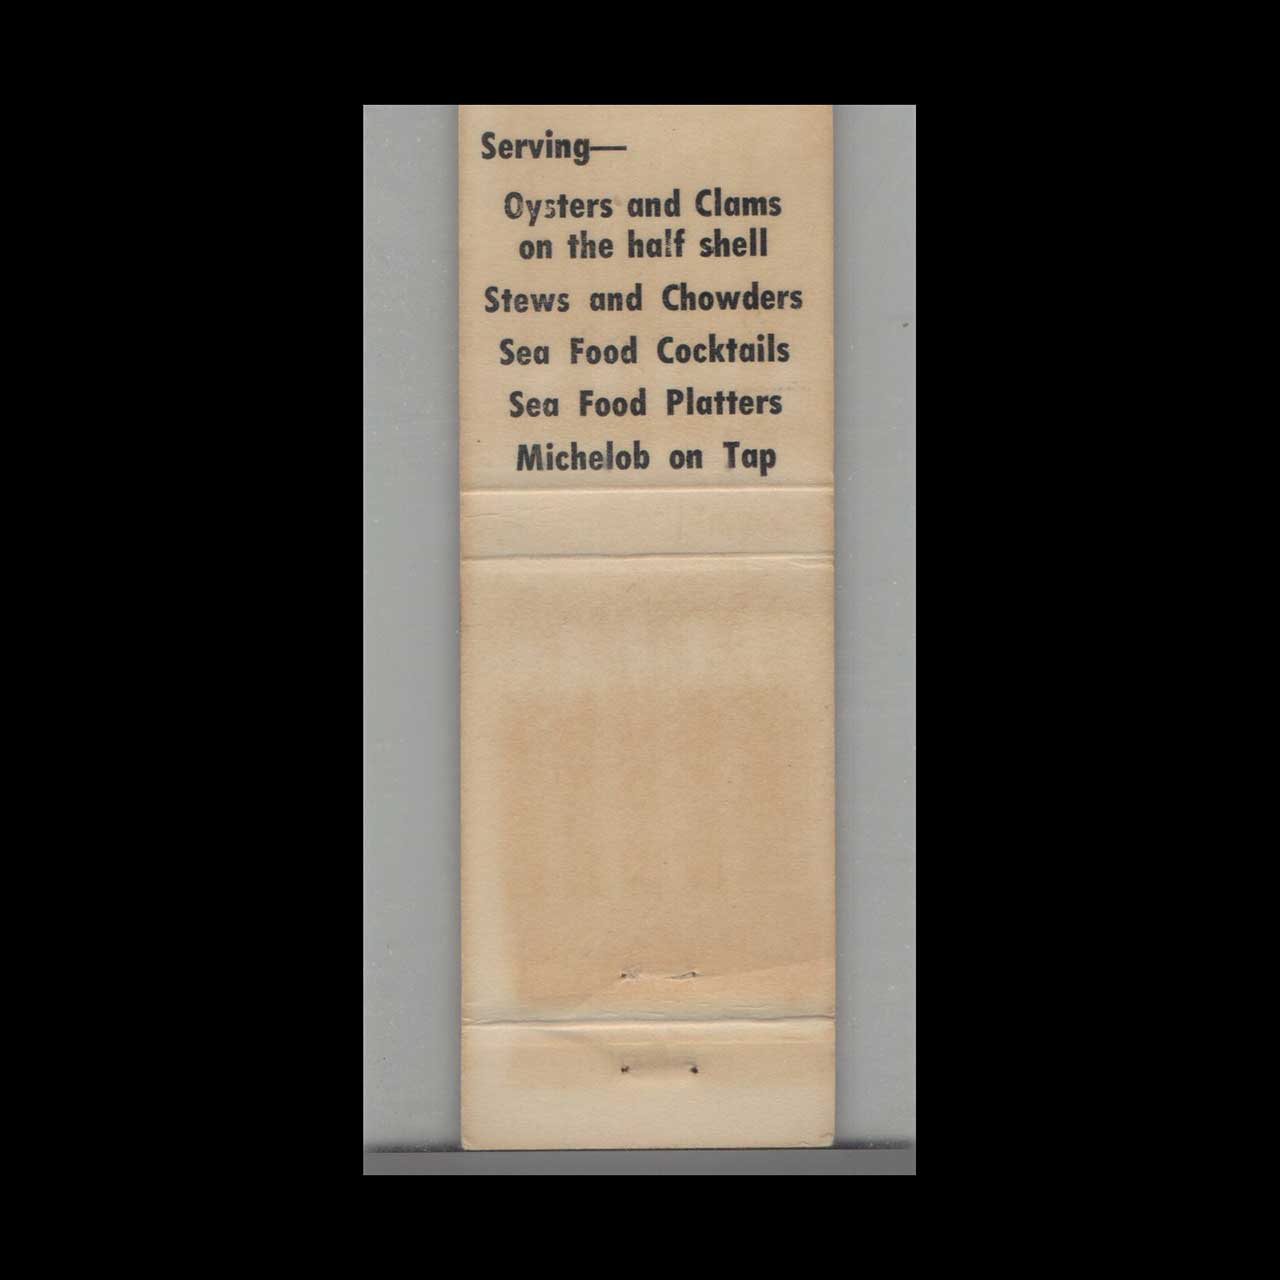 Serving—
Oysters and Clams
on the half shell
Stews and Chowders
Sea Food Cocktails
Sea Food Platters
Michelob on Tap